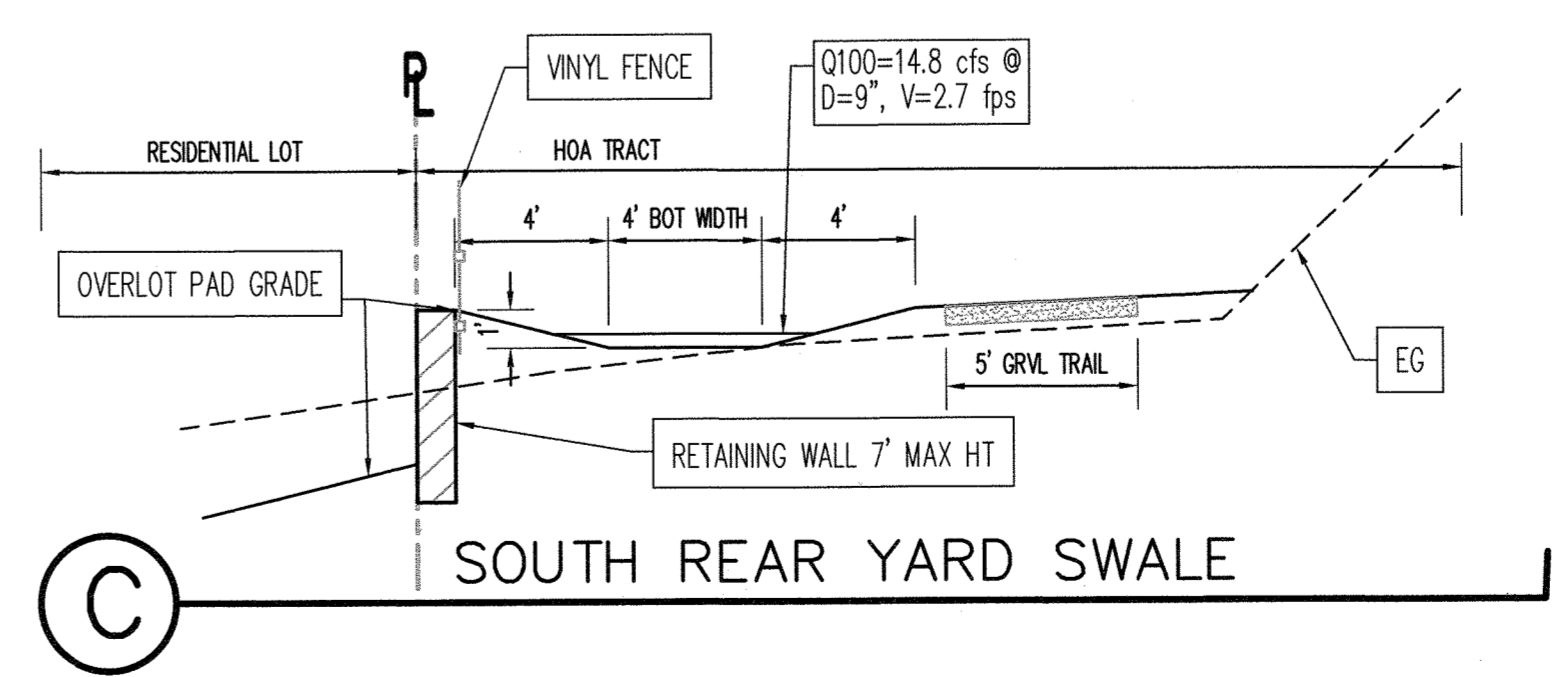 PL
VINYL FENCE
Q100=14.8 cfs @
D=9", V=2.7 fps
RESIDENTIAL LOT
HOA TRACT
4'
4' BOT WIDTH
4'
OVERLOT PAD GRADE
1'
5' GRVL TRAIL
EG
RETAINING WALL 7' MAX HT
C
SOUTH REAR YARD SWALE